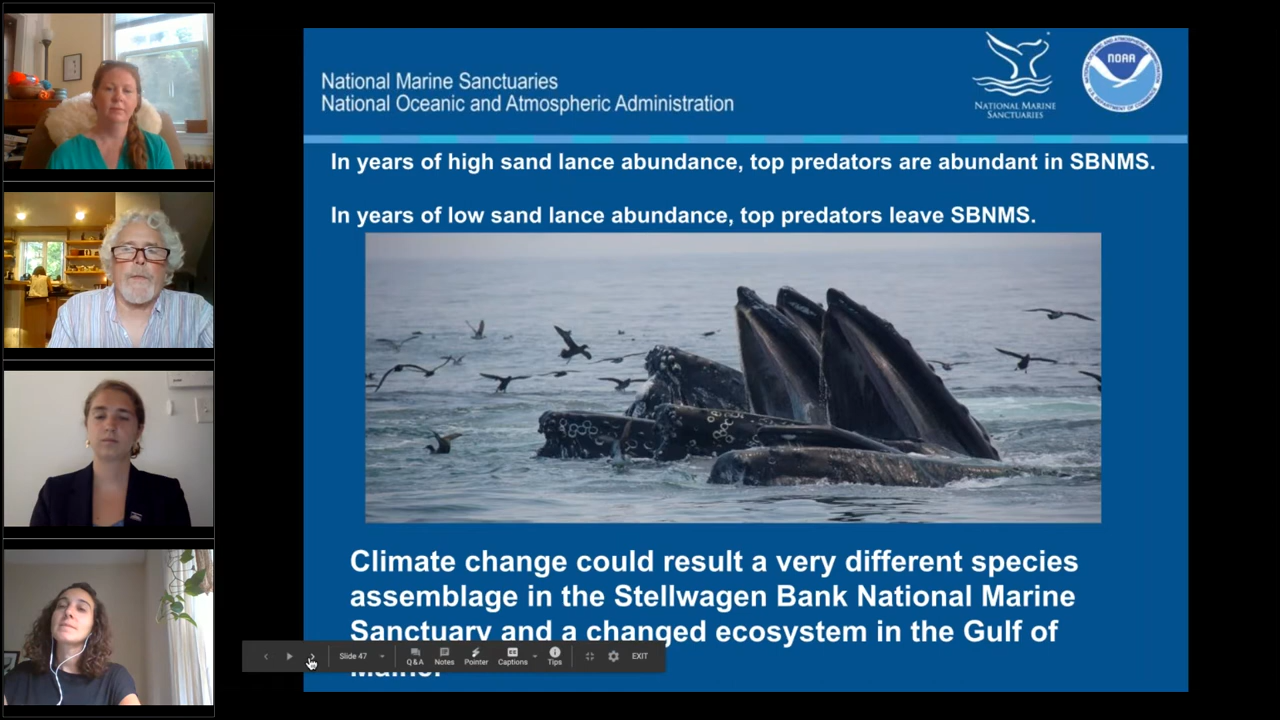 National Marine Sanctuaries
National Oceanic and Atmospheric Administration
NATIONAL MARINE
SANCTUARIES
NOAA
In years of high sand lance abundance, top predators are abundant in SBNMS.
In years of low sand lance abundance, top predators leave SBNMS.
Climate change could result a very different species
assemblage in the Stellwagen Bank National Marine
Sanctuary and a changed ecosystem in the Gulf of
Slide 47
Q&A
Notes
Pointer
Captions
Tips
EXIT